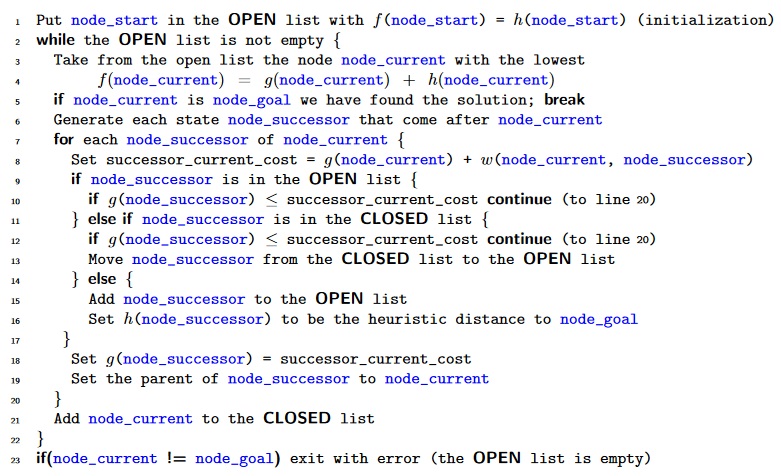 1 Put node_start in the OPEN list with f(node_start) = h(node_start) (initialization)
2 while the OPEN list is not empty {
3 Take from the open list the node node_current with the lowest
4 f(node_current) = g(node_current) + h(node_current)
5 if node_current is node_goal we have found the solution; break
6 Generate each state node_successor that come after node_current
7 for each node_successor of node_current {
8 Set successor_current_cost = g(node_current) + w(node_current, node_successor)
9 if node_successor is in the OPEN list {
10 if g(node_successor) ≤ successor_current_cost continue (to line 20)
11 } else if node_successor is in the CLOSED list {
12 if g(node_successor) ≤ successor_current_cost continue (to line 20)
13 Move node_successor from the CLOSED list to the OPEN list
14 } else {
15 Add node_successor to the OPEN list
16 Set h(node_successor) to be the heuristic distance to node_goal
17 }
18 Set g(node_successor) = successor_current_cost
19 Set the parent of node_successor to node_current
20 }
21 Add node_current to the CLOSED list
22 }
23 if(node_current != node_goal) exit with error (the OPEN list is empty)